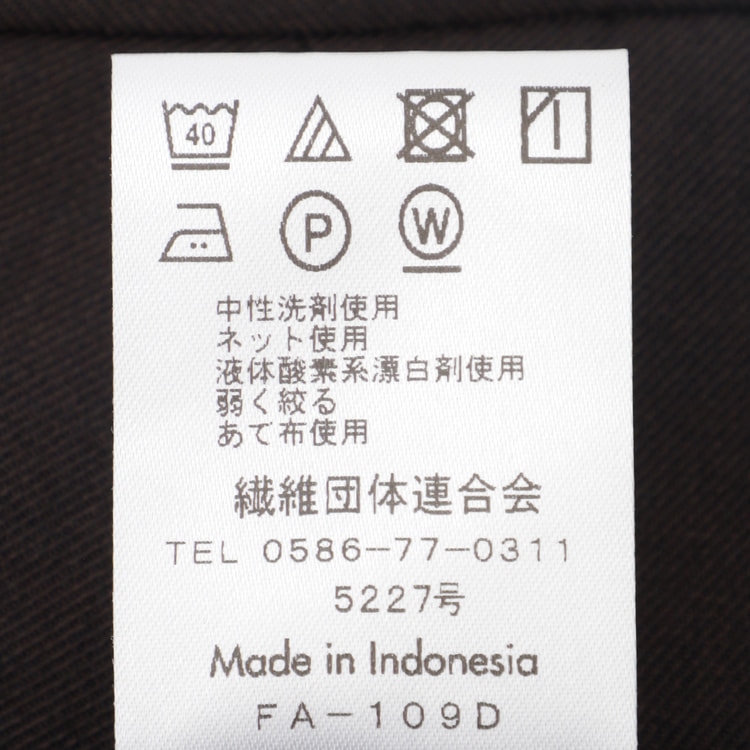 40
P W
中性洗剤使用
ネット使用
液体酸素系漂白剤使用
弱く絞る
あて布使用
繊維団体連合会
TEL 0586-77-0311
5227号
Made in Indonesia
FA-109D